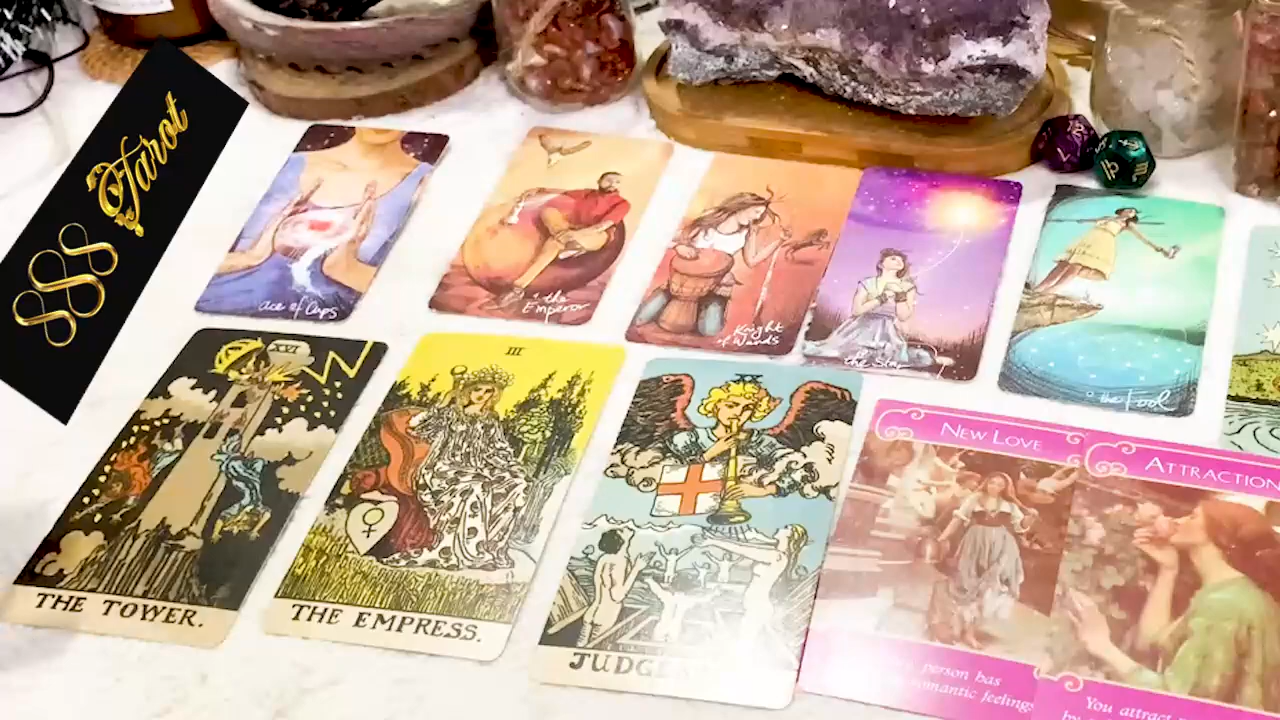 888 Tarot
Ace of Cups
the
Emperor
Knight
of Wands
the Star
the Fool
XVI
THE TOWER.
III
THE EMPRESS.
NEW LOVE
person has
romantic feelings
ATTRACTION
You attract